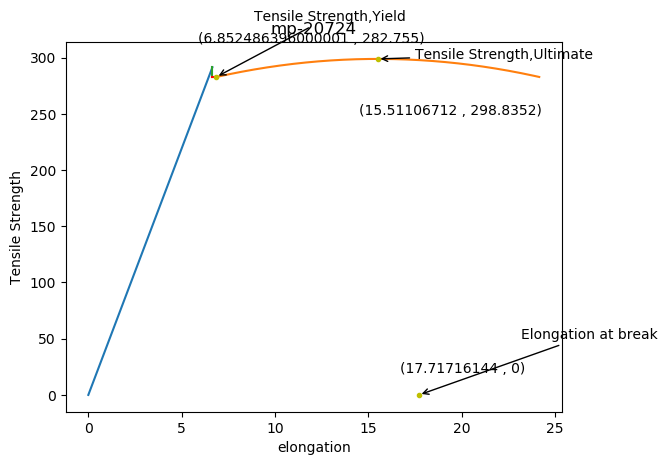 Tensile Strength,Yield
mp-20724
(6.852486396000001 , 282.755)
Tensile Strength,Ultimate
(15.51106712 , 298.8352)
Elongation at break
(17.71716144 , 0)
300
250
200
150
100
50
0
Tensile Strength
0 5 10 15 20 25
elongation